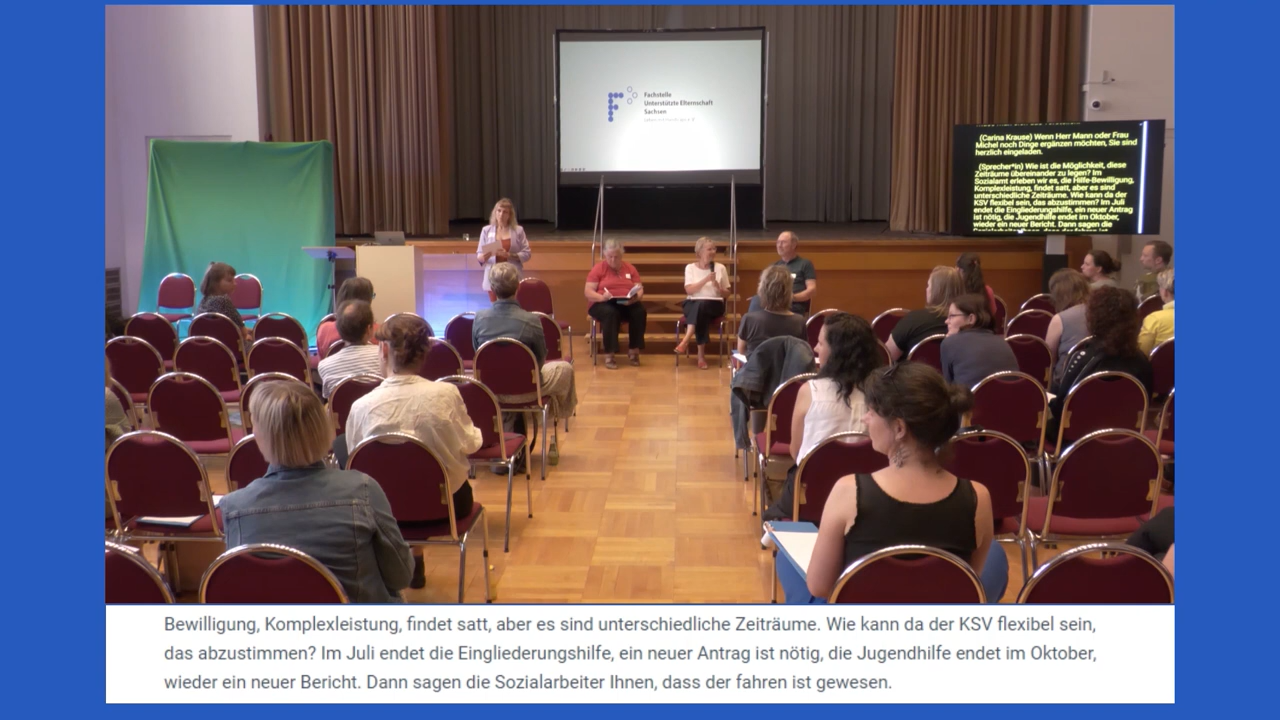 Fachstelle
Unterstützte Elternschaft
Sachsen
(Carina Krause) Wenn Herr Mann oder Frau
Michel noch Dinge ergänzen möchten, Sie sind
herzlich eingeladen.
(Sprecher*in) Wie ist die Möglichkeit, diese
Zeiträume übereinander zu legen? Im
Sozialamt erleben wir es, die Hilfe-Bewilligung,
Komplexleistung, findet satt, aber es sind
unterschiedliche Zeiträume. Wie kann da der
KSV flexibel sein, das abzustimmen? Im Juli
endet die Eingliederungshilfe, ein neuer Antrag
ist nötig, die Jugendhilfe endet im Oktober,
wieder ein neuer Bericht. Dann sagen die
Bewilligung, Komplexleistung, findet satt, aber es sind unterschiedliche Zeiträume. Wie kann da der KSV flexibel sein,
das abzustimmen? Im Juli endet die Eingliederungshilfe, ein neuer Antrag ist nötig, die Jugendhilfe endet im Oktober,
wieder ein neuer Bericht. Dann sagen die Sozialarbeiter Ihnen, dass der fahren ist gewesen.